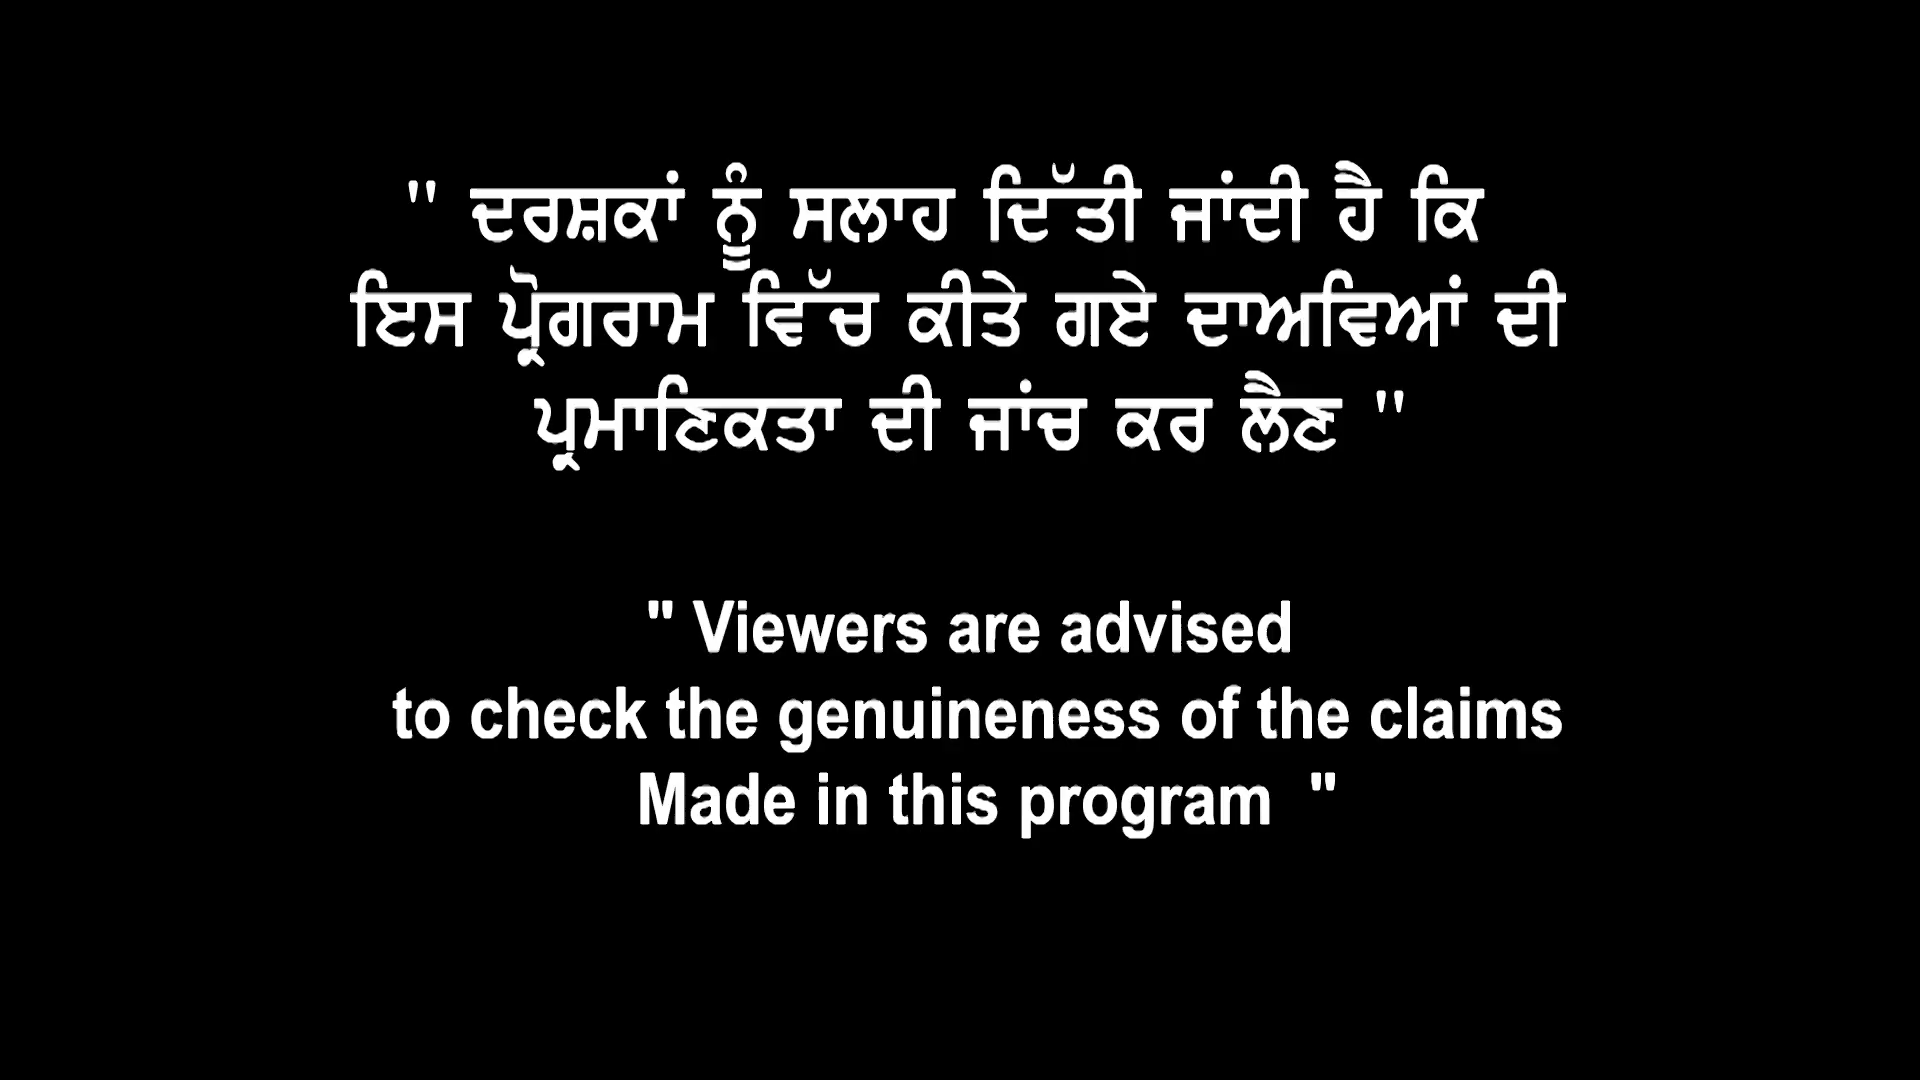 " ਦਰਸ਼ਕਾਂ ਨੂੰ ਸਲਾਹ ਦਿੱਤੀ ਜਾਂਦੀ ਹੈ ਕਿ
ਇਸ ਪ੍ਰੋਗਰਾਮ ਵਿੱਚ ਕੀਤੇ ਗਏ ਦਾਅਵਿਆਂ ਦੀ
ਪ੍ਰਮਾਣਿਕਤਾ ਦੀ ਜਾਂਚ ਕਰ ਲੈਣ "
" Viewers are advised
to check the genuineness of the claims
Made in this program "